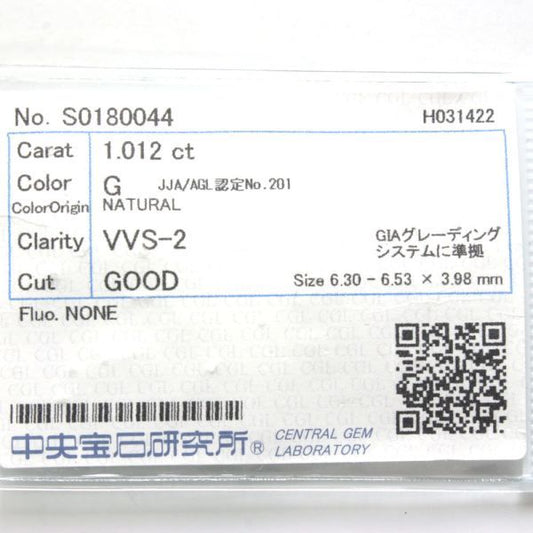 No. S0180044 H031422
Carat 1.012 ct
Color G JJA/AGL認定No.201
ColorOrigin NATURAL
Clarity VVS-2 GIAグレーディング
システムに準拠
Cut GOOD Size 6.30 - 6.53 × 3.98 mm
Fluo. NONE
中央宝石研究所® CENTRAL GEM
LABORATORY